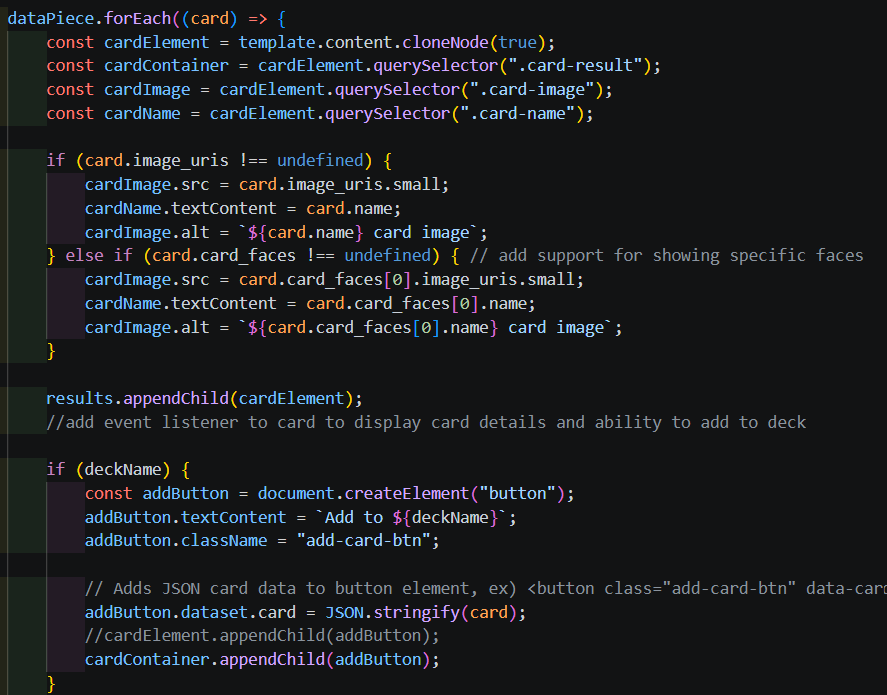 dataPiece.forEach((card) => {
const cardElement = template.content.cloneNode(true);
const cardContainer = cardElement.querySelector(".card-result");
const cardImage = cardElement.querySelector(".card-image");
const cardName = cardElement.querySelector(".card-name");
if (card.image_uris !== undefined) {
cardImage.src = card.image_uris.small;
cardName.textContent = card.name;
cardImage.alt = `${card.name} card image`;
} else if (card.card_faces !== undefined) { // add support for showing specific faces
cardImage.src = card.card_faces[0].image_uris.small;
cardName.textContent = card.card_faces[0].name;
cardImage.alt = `${card.card_faces[0].name} card image`;
}
results.appendChild(cardElement);
//add event listener to card to display card details and ability to add to deck
if (deckName) {
const addButton = document.createElement("button");
addButton.textContent = `Add to ${deckName}`;
addButton.className = "add-card-btn";
// Adds JSON card data to button element, ex) <button class="add-card-btn" data-card
addButton.dataset.card = JSON.stringify(card);
//cardElement.appendChild(addButton);
cardContainer.appendChild(addButton);
}